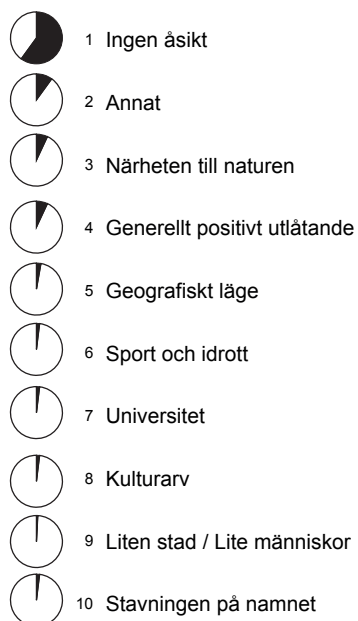 1 Ingen åsikt
2 Annat
3 Närheten till naturen
4 Generellt positivt utlåtande
5 Geografiskt läge
6 Sport och idrott
7 Universitet
8 Kulturarv
9 Liten stad / Lite människor
10 Stavningen på namnet